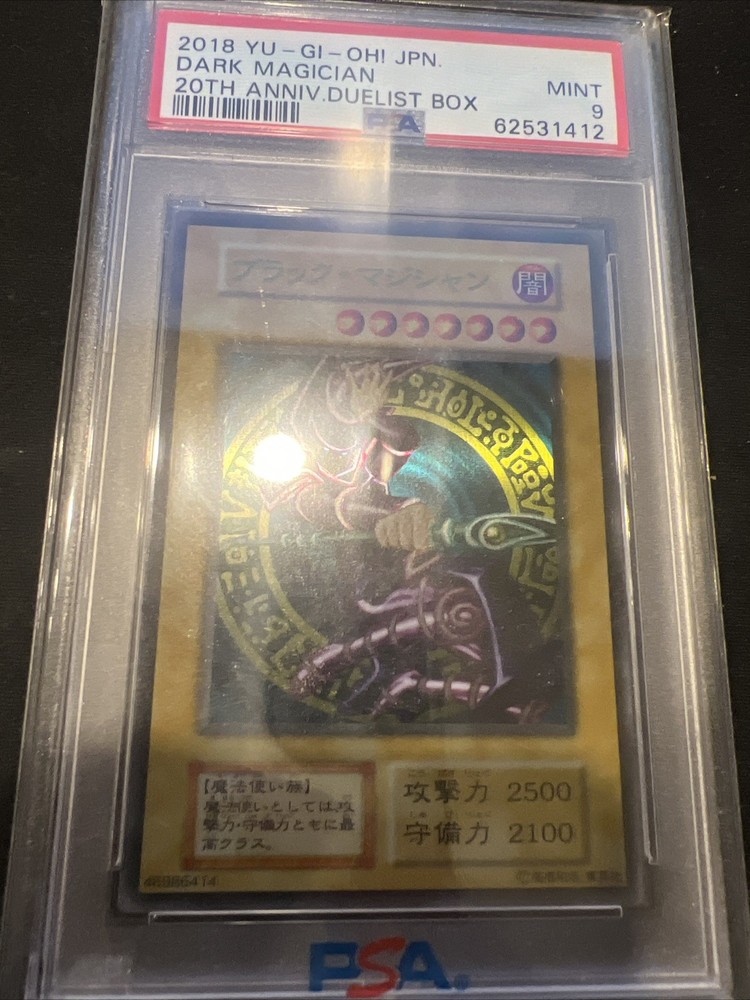 2018 YU-GI-OH! JPN.
DARK MAGICIAN
MINT
20TH ANNIV.DUELIST BOX
9
62531412
ブラック・マジシャン
闇
【魔法使い族】
魔法使いとしては攻
撃力・守備力ともに最
高クラス。
攻撃力 2500
守備力 2100
PSA